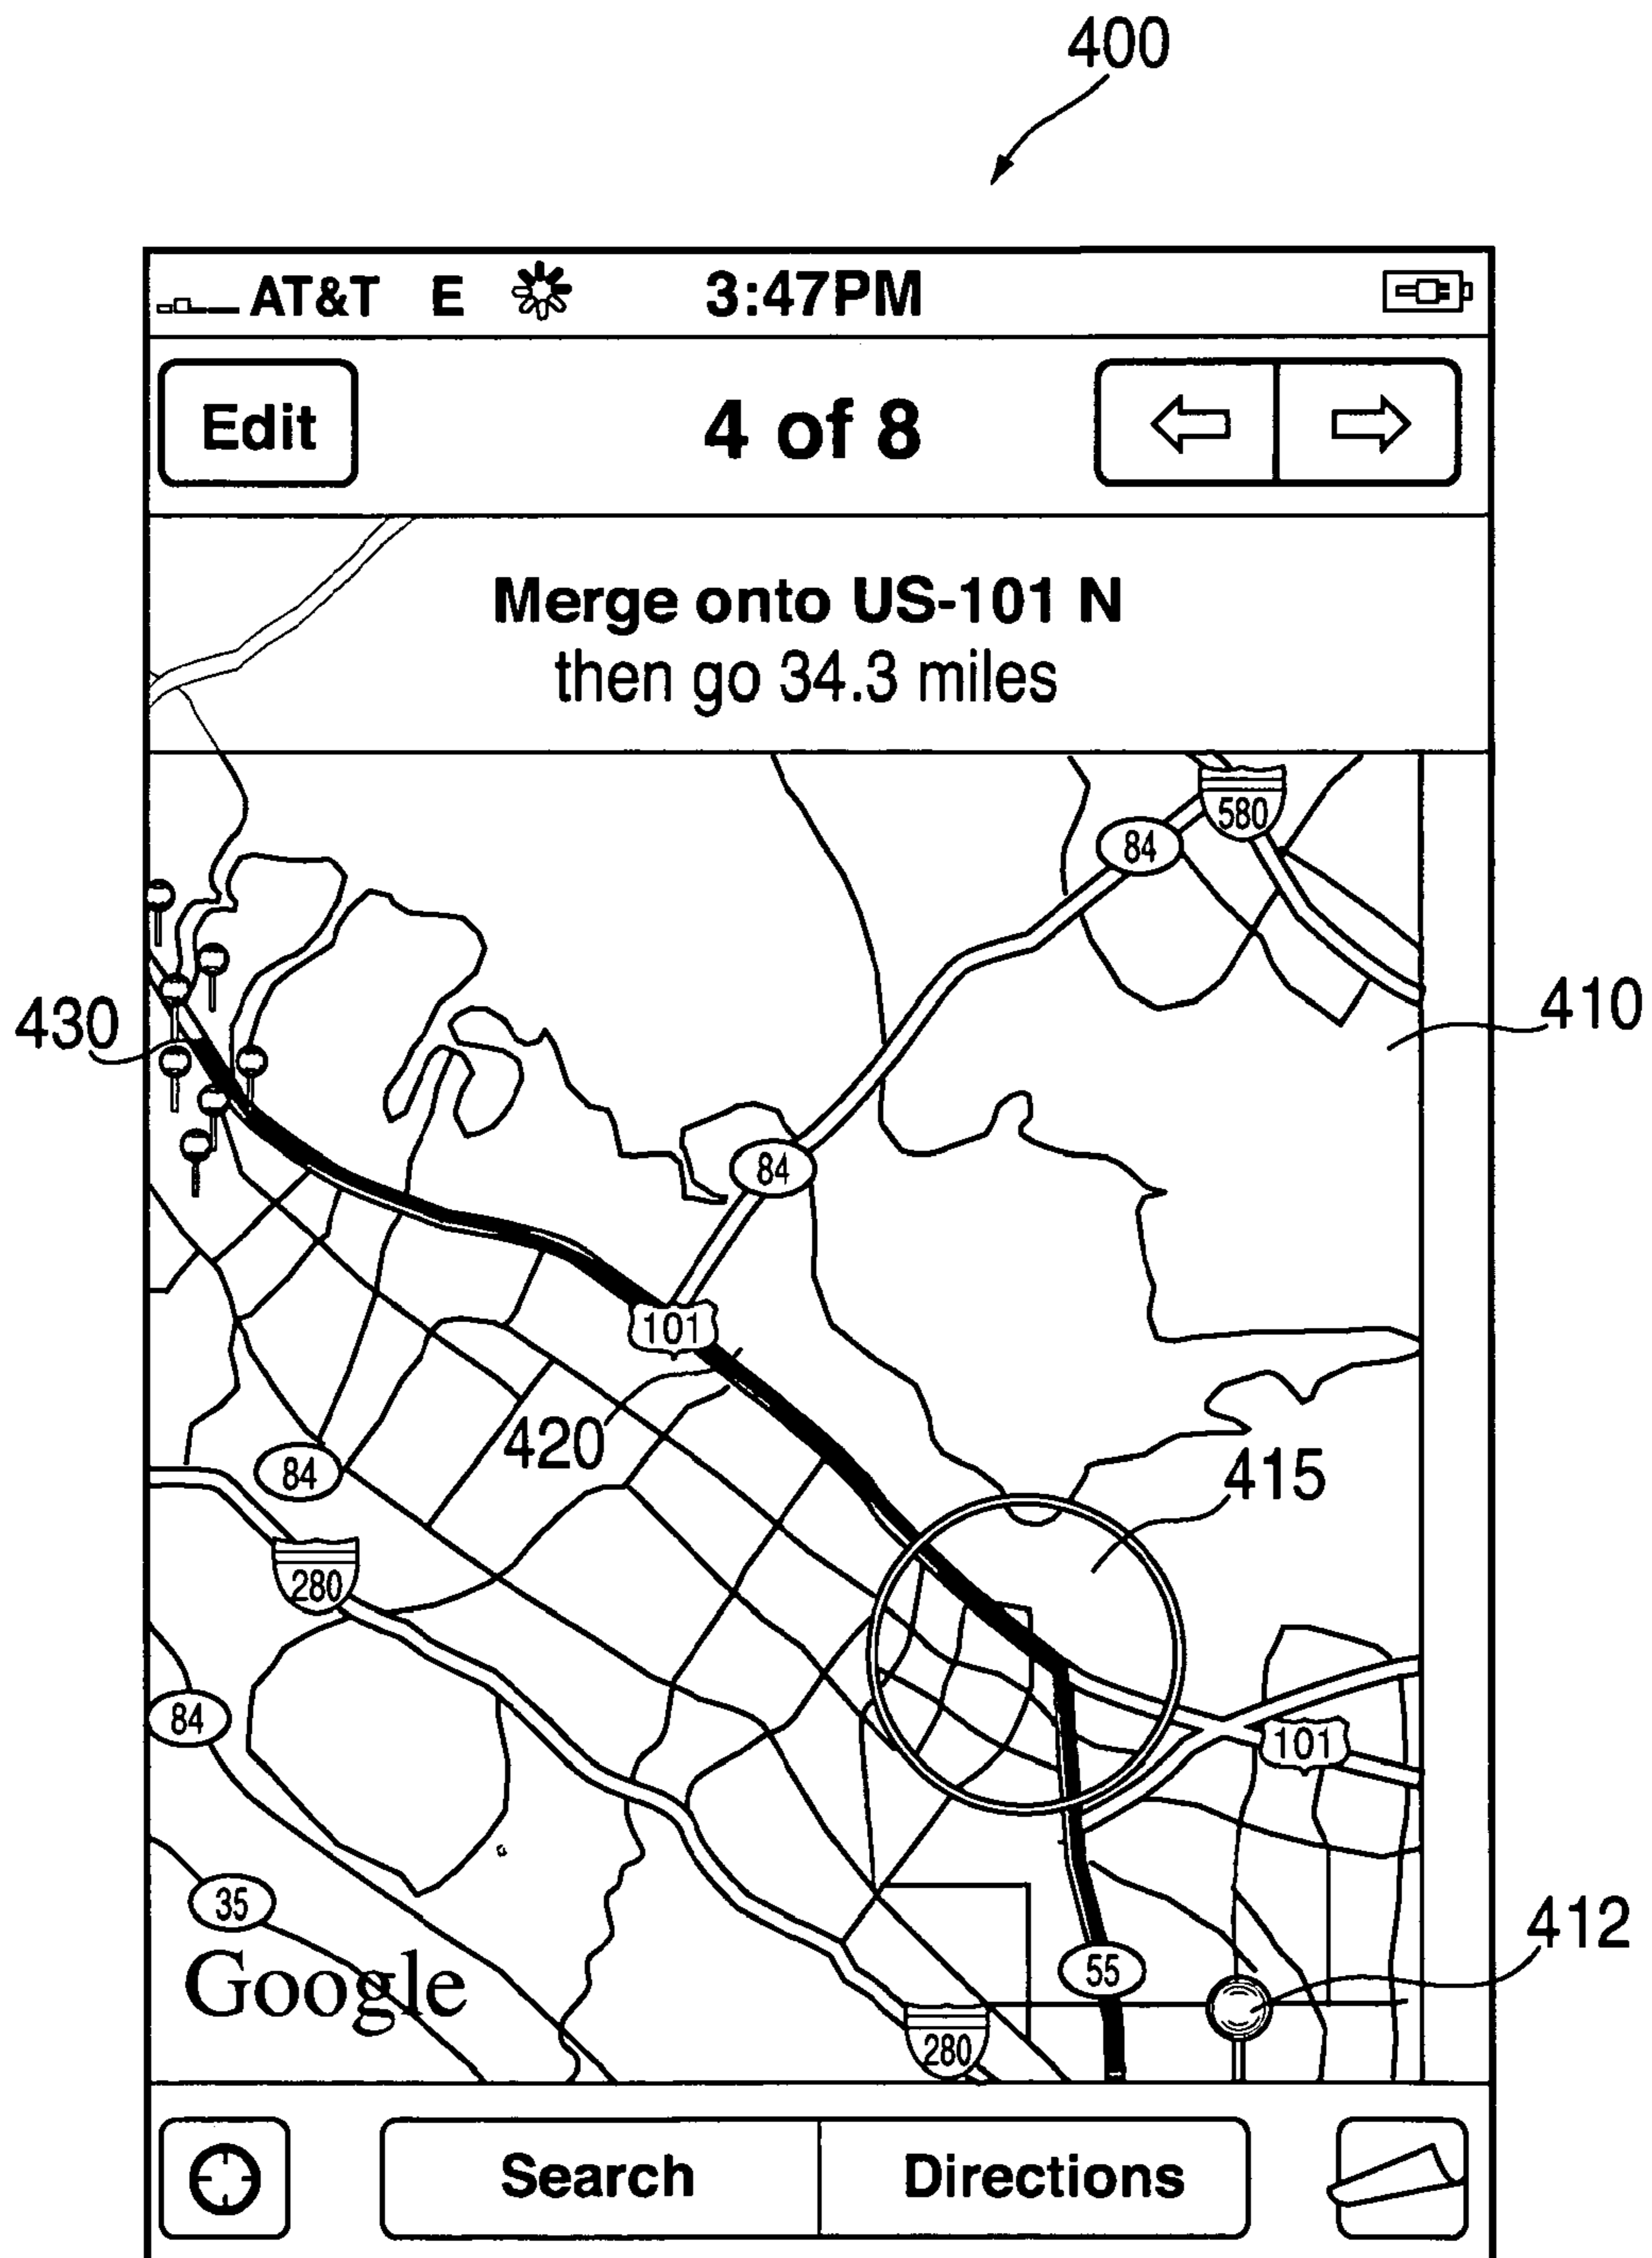 400
AT&T E 3:47PM
Edit 4 of 8
Merge onto US-101 N
then go 34.3 miles
580
84
430
410
84
101
420
415
84
280
84
101
35
412
55
Google
280
Search Directions